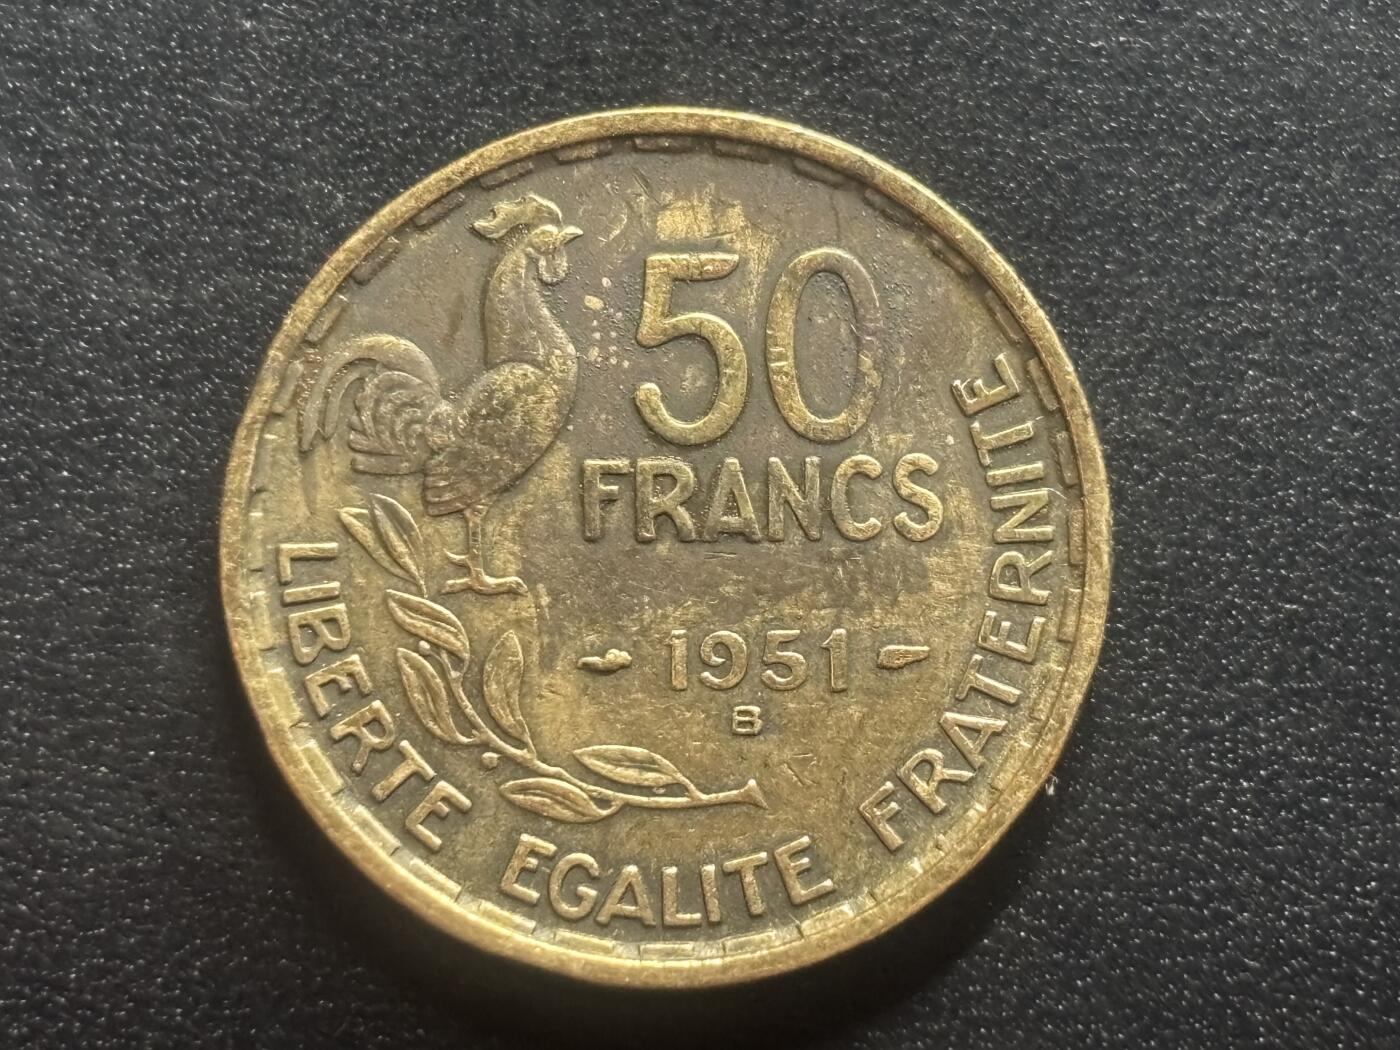 50
FRANCS
1951
B
LIBERTE EGALITE FRATERNITE